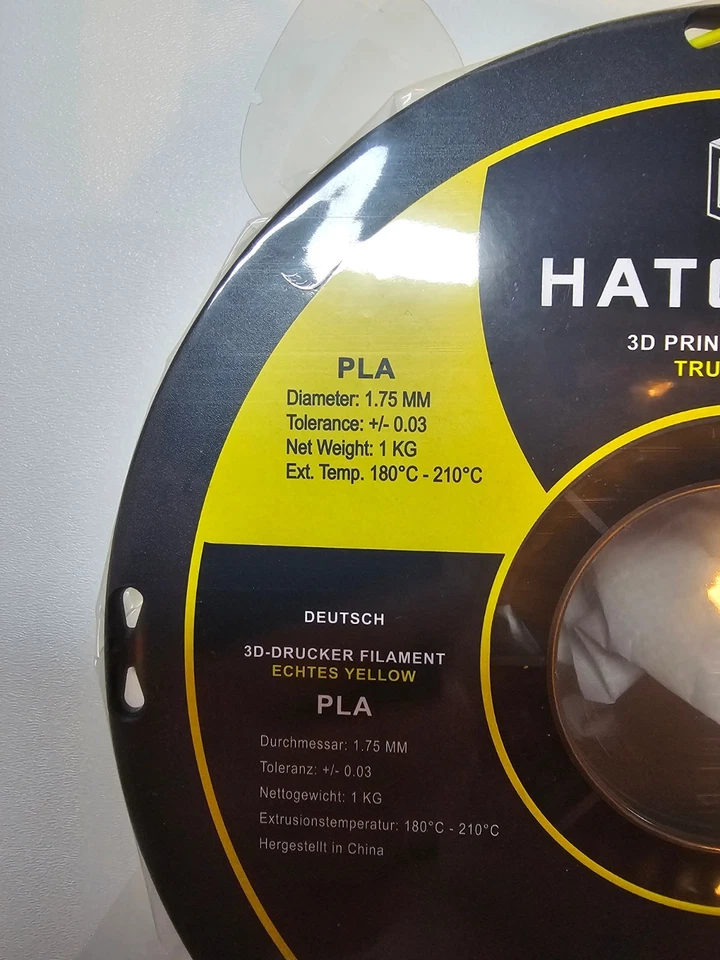 HAT
3D PRIN
TRU
PLA
Diameter: 1.75 MM
Tolerance: +/- 0.03
Net Weight: 1 KG
Ext. Temp. 180°C - 210°C
DEUTSCH
3D-DRUCKER FILAMENT
ECHTES YELLOW
PLA
Durchmessar: 1.75 MM
Toleranz: +/- 0.03
Nettogewicht: 1 KG
Extrusionstemperatur: 180°C - 210°C
Hergestellt in China